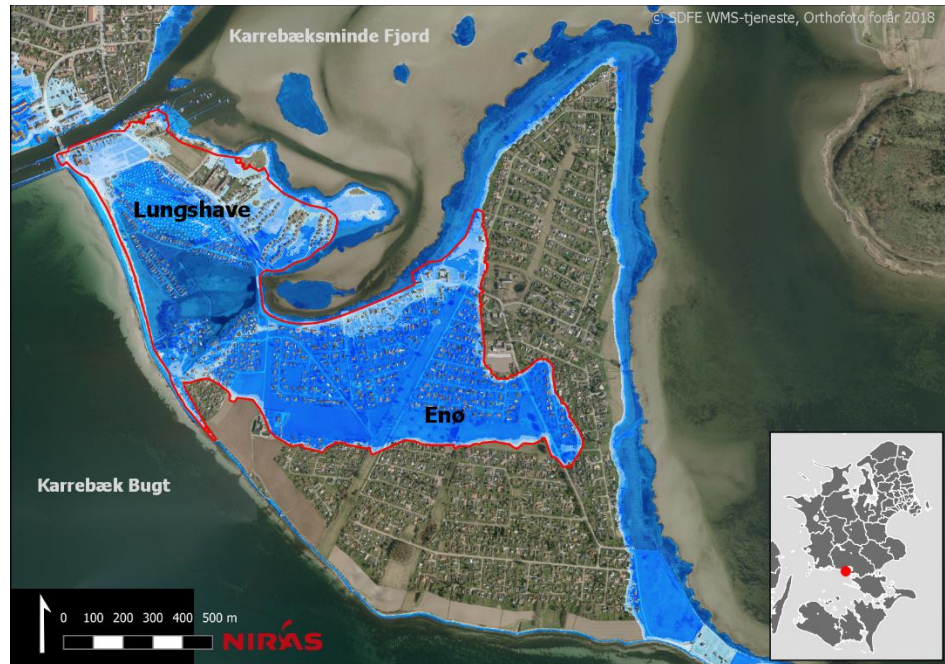 © SDFE WMS-tjeneste, Orthofoto forår 2018
Karrebæksminde Fjord
Lungshave
Enø
Karrebæk Bugt
0 100 200 300 400 500 m
NIRAS